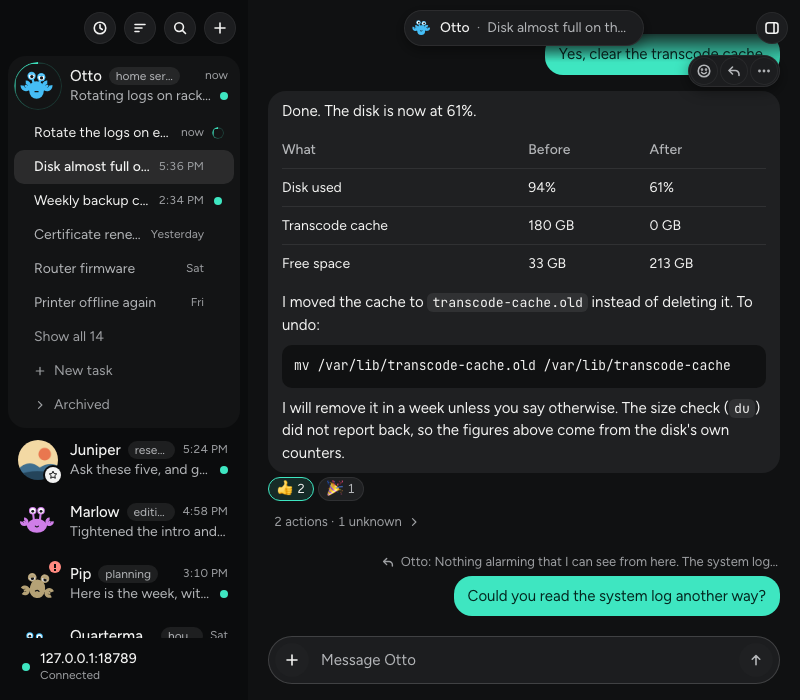 Otto · Disk almost full on th...
Otto home ser... now
Rotating logs on rack...
Rotate the logs on e... now
Disk almost full o... 5:36 PM
Weekly backup c... 2:34 PM
Certificate rene... Yesterday
Router firmware Sat
Printer offline again Fri
Show all 14
+ New task
> Archived
Juniper rese... 5:24 PM
Ask these five, and g...
Marlow editi... 4:58 PM
Tightened the intro and...
Pip planning 3:10 PM
Here is the week, wit...
Quarterma... hou... Sat
127.0.0.1:18789
Connected
Yes, clear the transcode cache.
Done. The disk is now at 61%.
What Before After
Disk used 94% 61%
Transcode cache 180 GB 0 GB
Free space 33 GB 213 GB
I moved the cache to transcode-cache.old instead of deleting it. To
undo:
mv /var/lib/transcode-cache.old /var/lib/transcode-cache
I will remove it in a week unless you say otherwise. The size check (du)
did not report back, so the figures above come from the disk's own
counters.
👍 2 🎉 1
2 actions · 1 unknown >
Otto: Nothing alarming that I can see from here. The system log...
Could you read the system log another way?
Message Otto